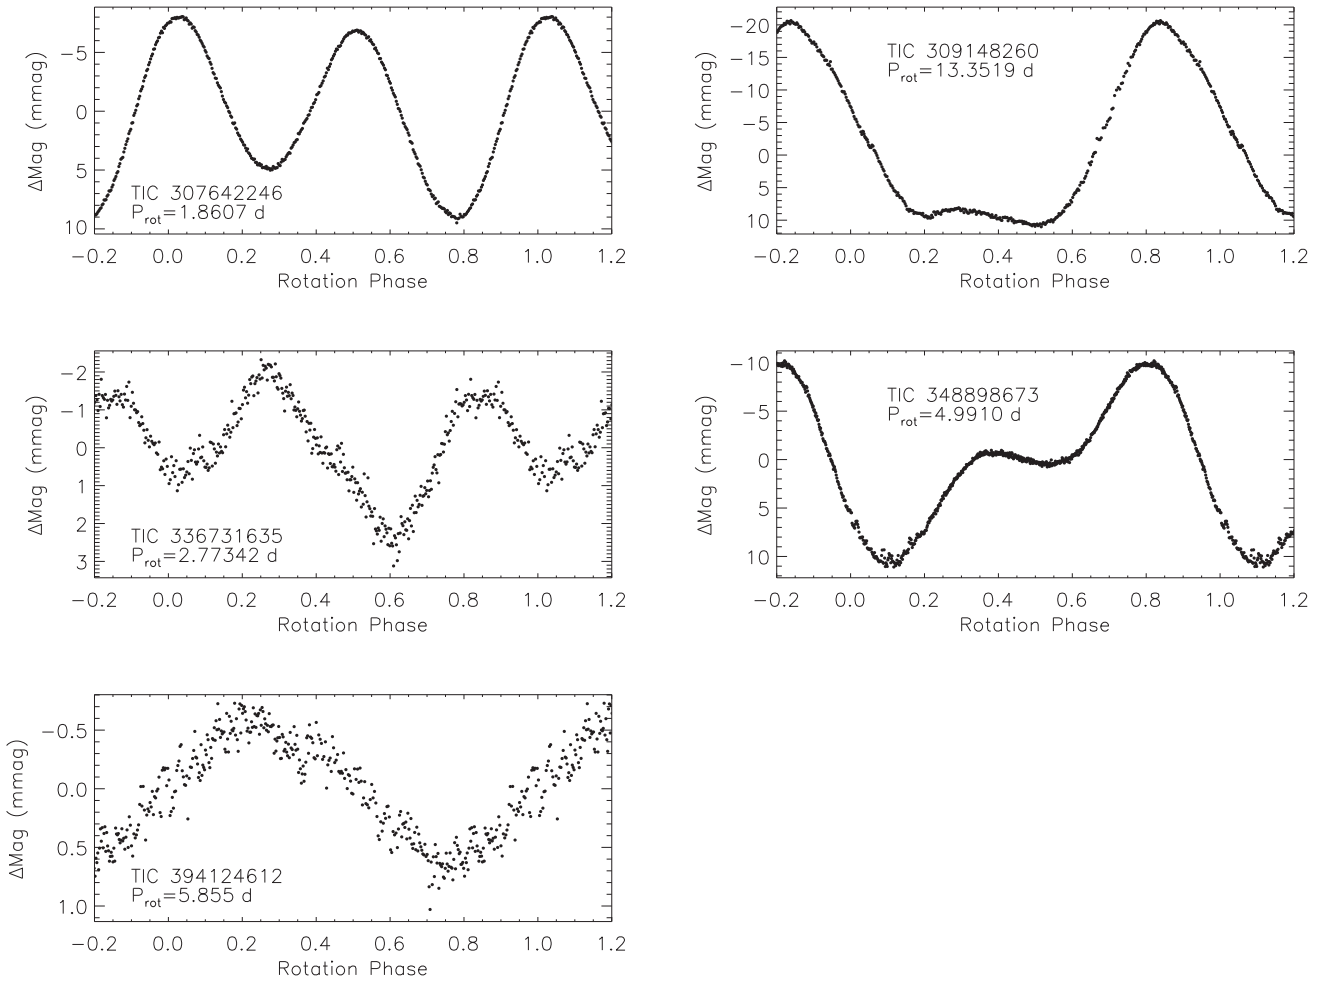 −5
0
5
10
ΔMag (mmag)
TIC 307642246
Prot=1.8607 d
−0.2 0.0 0.2 0.4 0.6 0.8 1.0 1.2
Rotation Phase
−20
−15
−10
−5
0
5
10
ΔMag (mmag)
TIC 309148260
Prot=13.3519 d
−0.2 0.0 0.2 0.4 0.6 0.8 1.0 1.2
Rotation Phase
−2
−1
0
1
2
3
ΔMag (mmag)
TIC 336731635
Prot=2.77342 d
−0.2 0.0 0.2 0.4 0.6 0.8 1.0 1.2
Rotation Phase
−10
−5
0
5
10
ΔMag (mmag)
TIC 348898673
Prot=4.9910 d
−0.2 0.0 0.2 0.4 0.6 0.8 1.0 1.2
Rotation Phase
−0.5
0.0
0.5
1.0
ΔMag (mmag)
TIC 394124612
Prot=5.855 d
−0.2 0.0 0.2 0.4 0.6 0.8 1.0 1.2
Rotation Phase